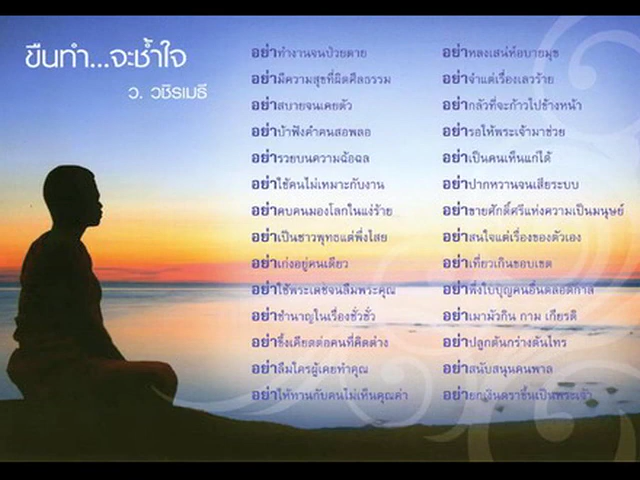 ขืนทำ...จะช้ำใจ
ว. วชิรเมธี
อย่าทำงานจนป่วยตาย
อย่ามีความสุขที่ผิดศีลธรรม
อย่าสบายจนเคยตัว
อย่าบ้าฟังคำคนสอพลอ
อย่ารวยบนความฉ้อฉล
อย่าใช้คนไม่เหมาะกับงาน
อย่าคบคนมองโลกในแง่ร้าย
อย่าเป็นชาวพุทธแต่พึ่งไสย
อย่าเก่งอยู่คนเดียว
อย่าใช้พระเดชจนลืมพระคุณ
อย่าชำนาญในเรื่องชั่วชั่ว
อย่าขึ้งเคียดต่อคนที่คิดต่าง
อย่าลืมใครผู้เคยทำคุณ
อย่าให้ทานกับคนไม่เห็นคุณค่า
อย่าหลงเสน่ห์อบายมุข
อย่าจำแต่เรื่องเลวร้าย
อย่ากลัวที่จะก้าวไปข้างหน้า
อย่ารอให้พระเจ้ามาช่วย
อย่าเป็นคนเห็นแก่ได้
อย่าปากหวานจนเสียระบบ
อย่าขายศักดิ์ศรีแห่งความเป็นมนุษย์
อย่าสนใจแต่เรื่องของตัวเอง
อย่าเที่ยวเกินขอบเขต
อย่าพึ่งใบบุญคนอื่นตลอดกาล
อย่าเมามัวกิน กาม เกียรติ
อย่าปลูกต้นกร่างต้นไทร
อย่าสนับสนุนคนพาล
อย่ายกเงินตราขึ้นเป็นพระเจ้า